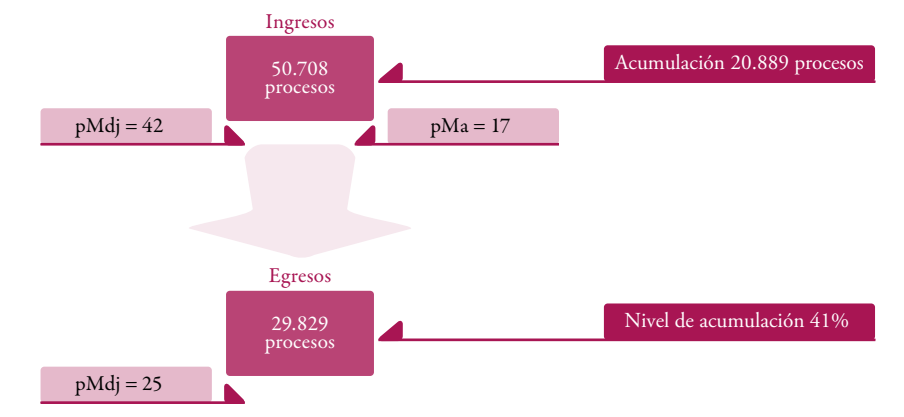 Ingresos
50.708
procesos
Acumulación 20.889 procesos
pMdj = 42
pMa = 17
Egresos
29.829
procesos
Nivel de acumulación 41%
pMdj = 25